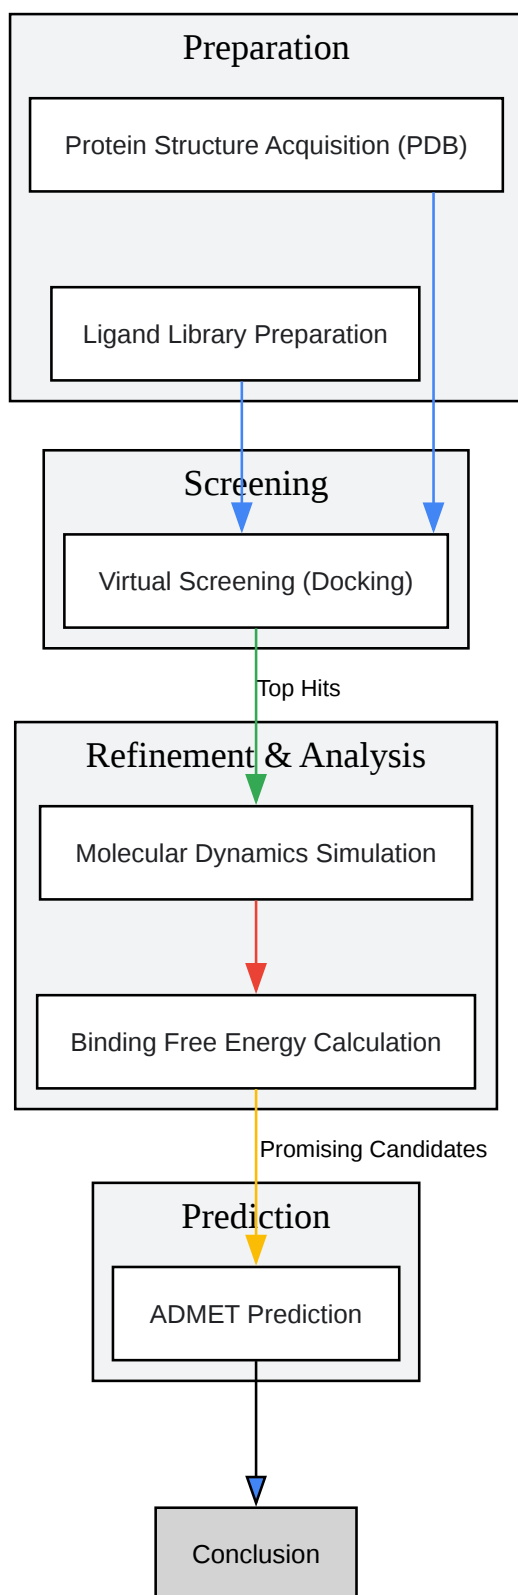 Preparation
Protein Structure Acquisition (PDB)
Ligand Library Preparation
Screening
Virtual Screening (Docking)
Top Hits
Refinement & Analysis
Molecular Dynamics Simulation
Binding Free Energy Calculation
Promising Candidates
Prediction
ADMET Prediction
Conclusion